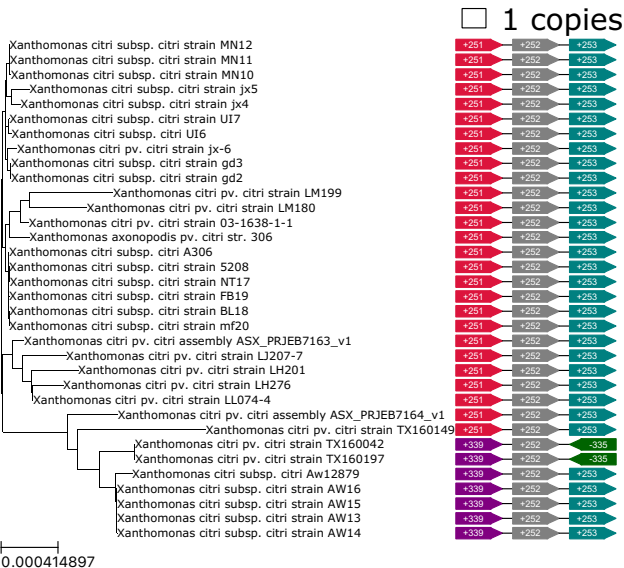 1 copies
Xanthomonas citri subsp. citri strain MN12 +251 +252 +253
Xanthomonas citri subsp. citri strain MN11 +251 +252 +253
Xanthomonas citri subsp. citri strain MN10 +251 +252 +253
Xanthomonas citri subsp. citri strain jx5 +251 +252 +253
Xanthomonas citri subsp. citri strain jx4 +251 +252 +253
Xanthomonas citri subsp. citri strain UI7 +251 +252 +253
Xanthomonas citri subsp. citri UI6 +251 +252 +253
Xanthomonas citri pv. citri strain jx-6 +251 +252 +253
Xanthomonas citri subsp. citri strain gd3 +251 +252 +253
Xanthomonas citri subsp. citri strain gd2 +251 +252 +253
Xanthomonas citri pv. citri strain LM199 +251 +252 +253
Xanthomonas citri pv. citri strain LM180 +251 +252 +253
Xanthomonas citri pv. citri strain 03-1638-1-1 +251 +252 +253
Xanthomonas axonopodis pv. citri str. 306 +251 +252 +253
Xanthomonas citri subsp. citri A306 +251 +252 +253
Xanthomonas citri subsp. citri strain 5208 +251 +252 +253
Xanthomonas citri subsp. citri strain NT17 +251 +252 +253
Xanthomonas citri subsp. citri strain FB19 +251 +252 +253
Xanthomonas citri subsp. citri strain BL18 +251 +252 +253
Xanthomonas citri subsp. citri strain mf20 +251 +252 +253
Xanthomonas citri pv. citri assembly ASX_PRJEB7163_v1 +251 +252 +253
Xanthomonas citri pv. citri strain LJ207-7 +251 +252 +253
Xanthomonas citri pv. citri strain LH201 +251 +252 +253
Xanthomonas citri pv. citri strain LH276 +251 +252 +253
Xanthomonas citri pv. citri strain LL074-4 +251 +252 +253
Xanthomonas citri pv. citri assembly ASX_PRJEB7164_v1 +251 +252 +253
Xanthomonas citri pv. citri strain TX160149 +251 +252 +253
Xanthomonas citri pv. citri strain TX160042 +339 +252 -335
Xanthomonas citri pv. citri strain TX160197 +339 +252 -335
Xanthomonas citri subsp. citri Aw12879 +339 +252 +253
Xanthomonas citri subsp. citri strain AW16 +339 +252 +253
Xanthomonas citri subsp. citri strain AW15 +339 +252 +253
Xanthomonas citri subsp. citri strain AW13 +339 +252 +253
Xanthomonas citri subsp. citri strain AW14 +339 +252 +253
0.000414897